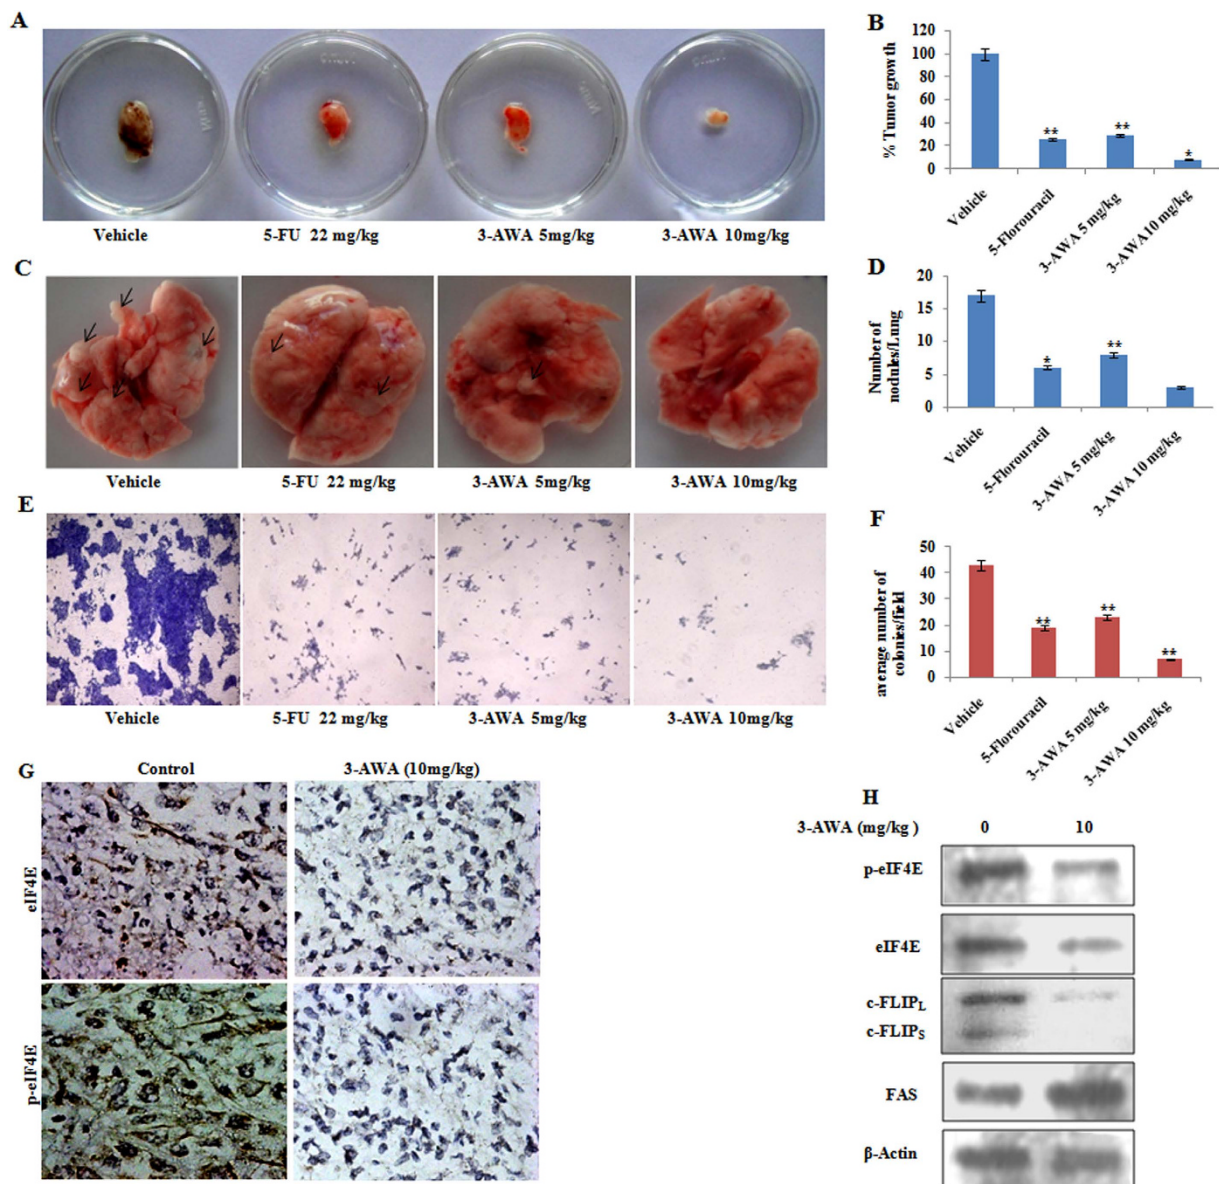 A
Vehicle
5-FU 22 mg/kg
3-AWA 5mg/kg
3-AWA 10mg/kg
B
% Tumor growth
120
100
80
60
40
20
0
**
**
*
Vehicle
5-Florouracil
3-AWA 5 mg/kg
3-AWA10 mg/kg
C
Vehicle
5-FU 22 mg/kg
3-AWA 5mg/kg
3-AWA 10mg/kg
D
Number of
nodules/Lung
20
15
10
5
0
*
**
Vehicle
5-Florouracil
3-AWA 5 mg/kg
3-AWA 10 mg/kg
E
Vehicle
5-FU 22 mg/kg
3-AWA 5mg/kg
3-AWA 10mg/kg
F
average number of
colonies/field
50
40
30
20
10
0
**
**
**
Vehicle
5-Florouracil
3-AWA 5 mg/kg
3-AWA 10 mg/kg
G
Control
3-AWA (10mg/kg)
eIF4E
p-eIF4E
H
3-AWA (mg/kg )
0
10
p-eIF4E
eIF4E
c-FLIPL
c-FLIPS
FAS
β-Actin